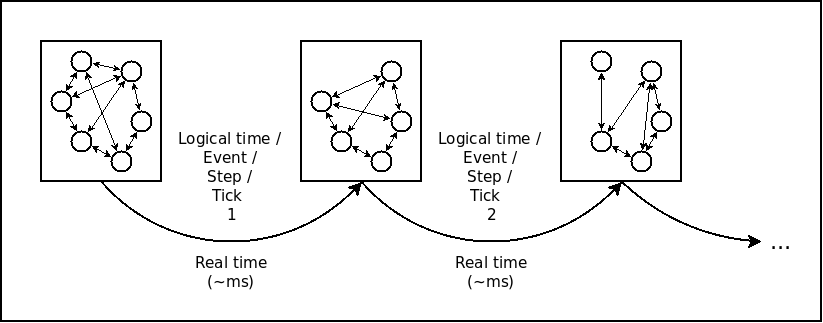 Logical time /
Event /
Step /
Tick
1
Real time
(~ms)
Logical time /
Event /
Step /
Tick
2
Real time
(~ms)
...